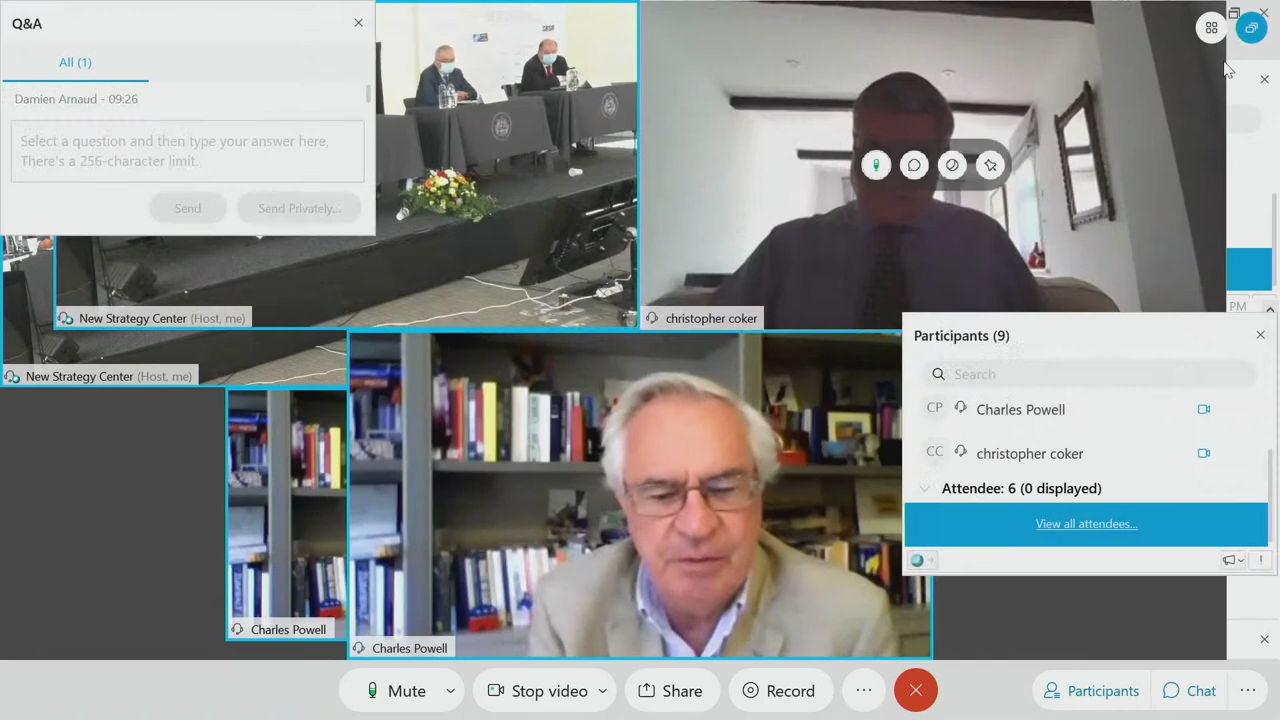 Q&A
All (1)
Damien Arnaud - 09:26
Select a question and then type your answer here,
There's a 256-character limit.
Send
Send Privately...
New Strategy Center (Host, me)
christopher coker
New Strategy Center (Host, me)
PM
Participants (9)
Search
CP
Charles Powell
CC
christopher coker
Attendee: 6 (0 displayed)
View all attendees...
Charles Powell
Charles Powell
Mute
Stop video
Share
Record
Participants
Chat